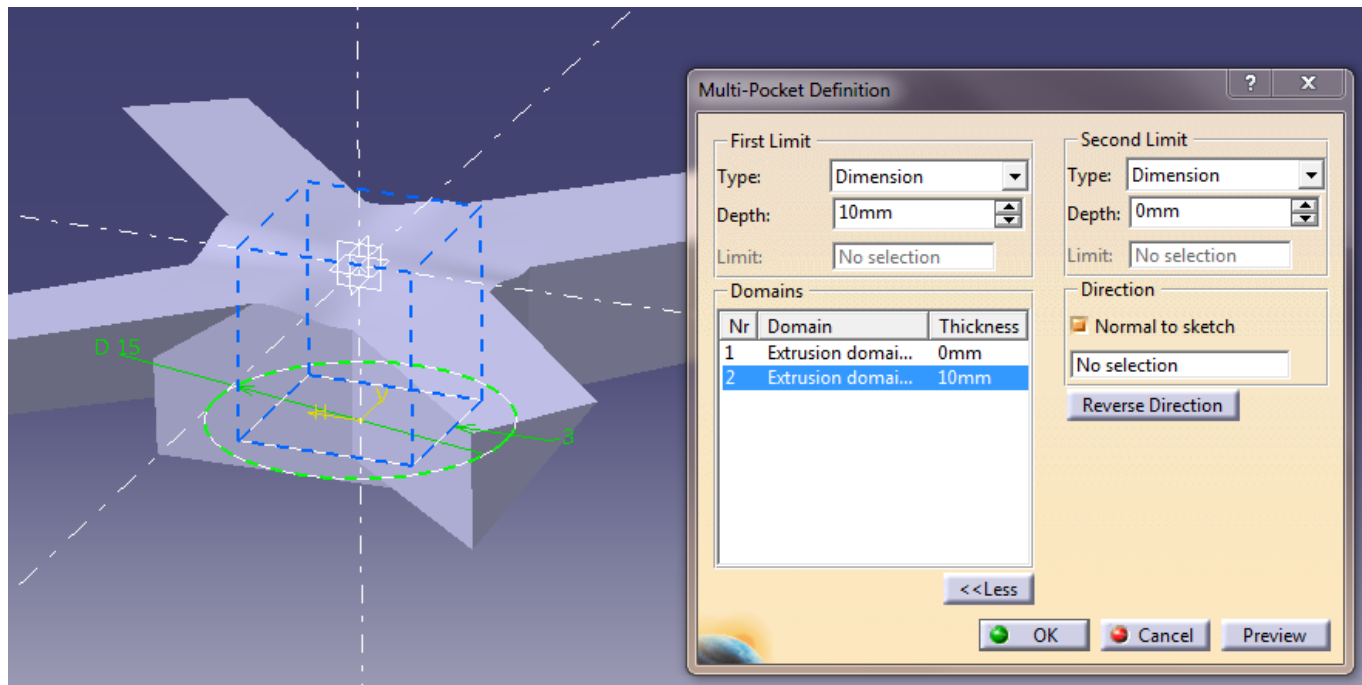 Multi-Pocket Definition
? X
First Limit
Type: Dimension
Depth: 10mm
Limit: No selection
Second Limit
Type: Dimension
Depth: 0mm
Limit: No selection
Domains
Nr Domain Thickness
1 Extrusion domai... 0mm
2 Extrusion domai... 10mm
<<Less
Direction
Normal to sketch
No selection
Reverse Direction
OK Cancel Preview
D 15
H y
3